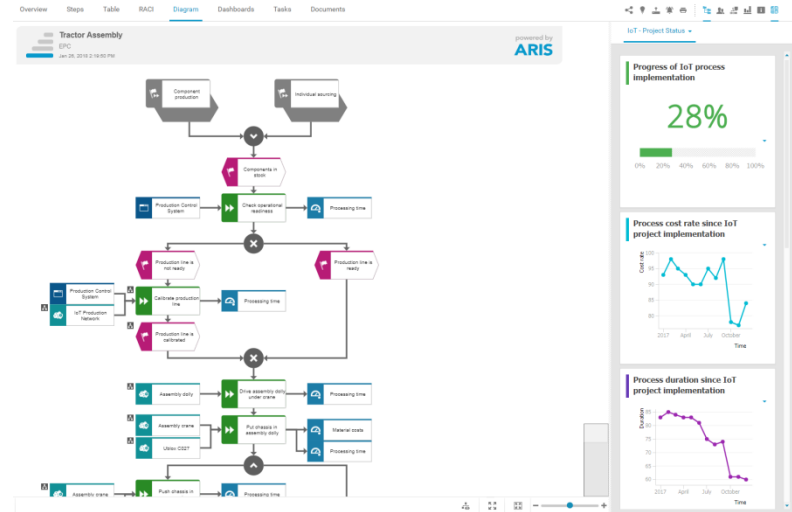 Overview Steps Table RACI Diagram Dashboards Tasks Documents
Tractor Assembly
EPC
powered by
ARIS
Component
production
Individual sourcing
Components in
stock
Production Control
System
Check operational
readiness
Processing time
Production line is
not ready
Production line is
ready
Production Control
System
IoT Production
Network
Calibrate production
line
Processing time
Production line is
calibrated
Assembly dolly
Drive assembly dolly
under crane
Processing time
Assembly crane
Put chassis in
assembly dolly
Material costs
Processing time
Assembly crane
Push chassis in
Processing time
IoT - Project Status
Progress of IoT process
implementation
28%
0% 20% 40% 60% 80% 100%
Process cost rate since IoT
project implementation
Cost rate
100
95
90
85
80
2017 April July October
Time
Process duration since IoT
project implementation
Duration
85
80
75
70
65
60
2017 April July October
Time